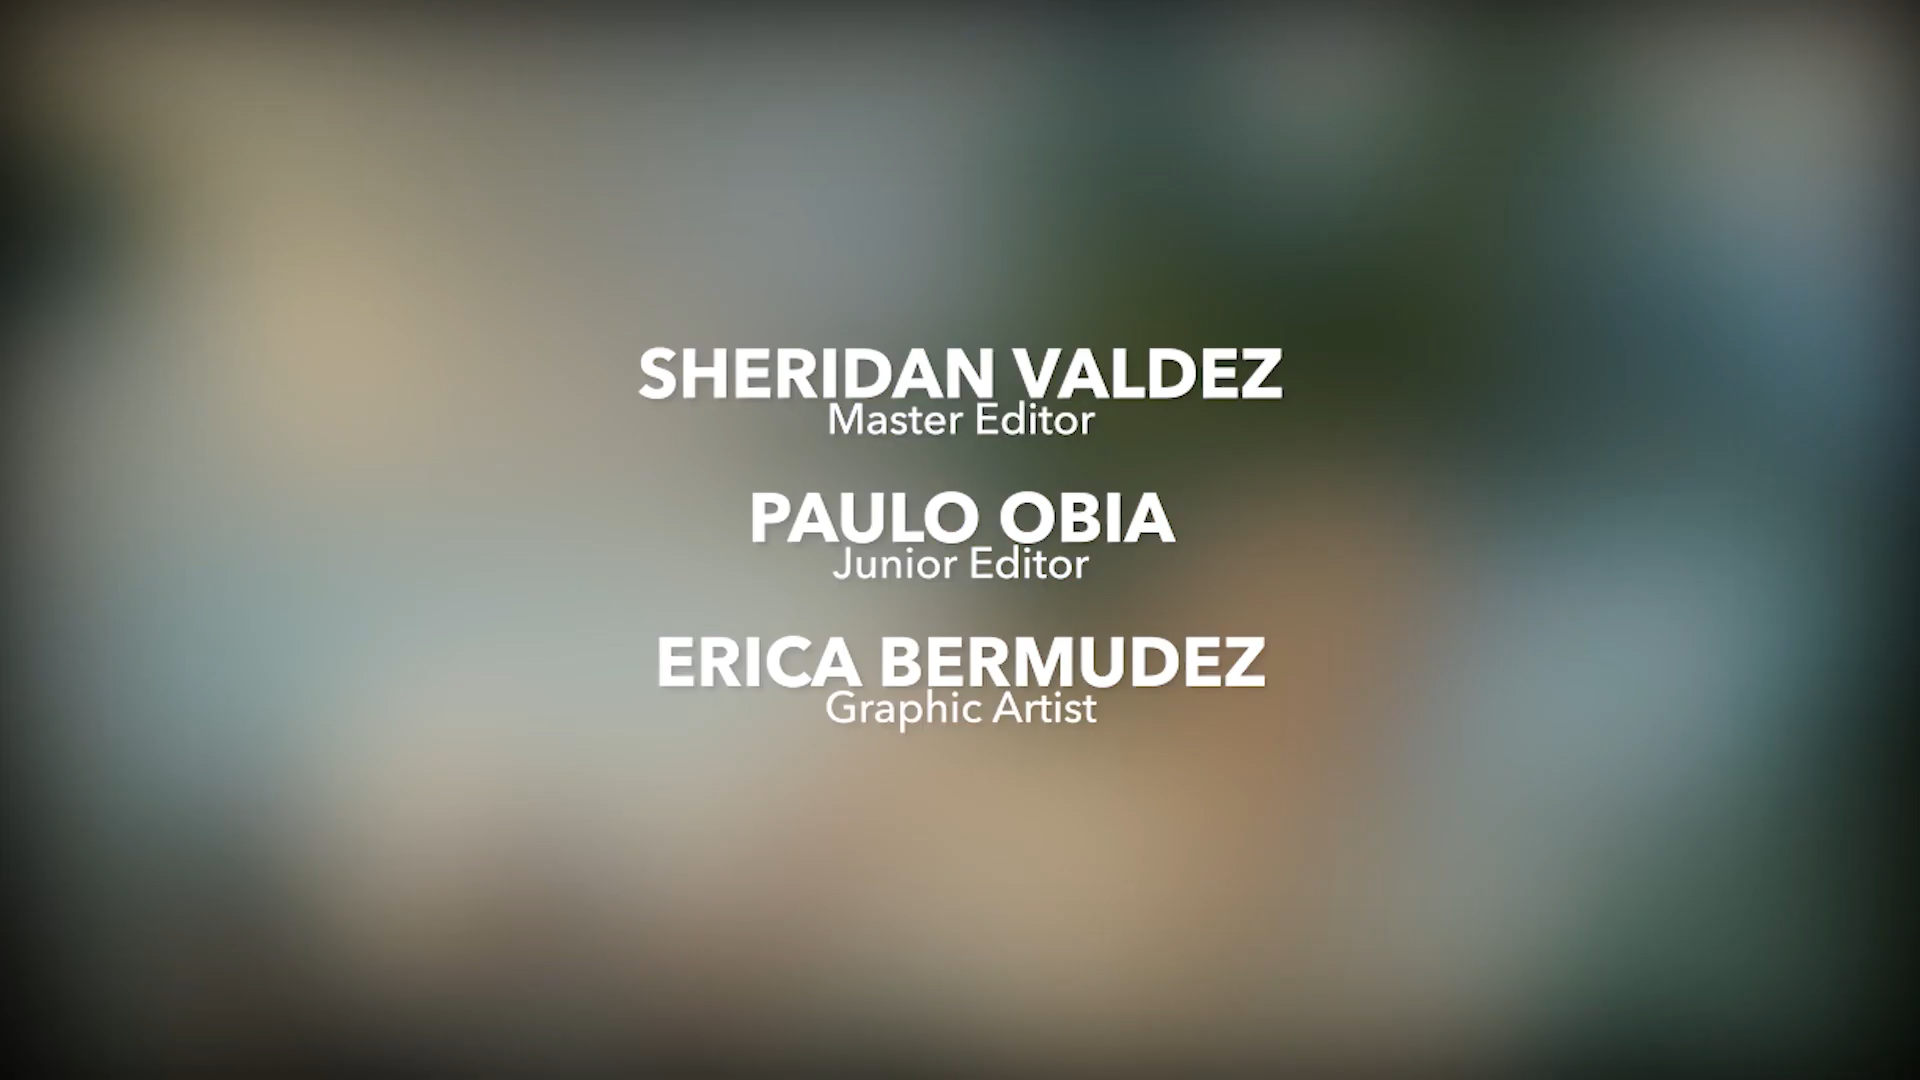 SHERIDAN VALDEZ
Master Editor
PAULO OBIA
Junior Editor
ERICA BERMUDEZ
Graphic Artist